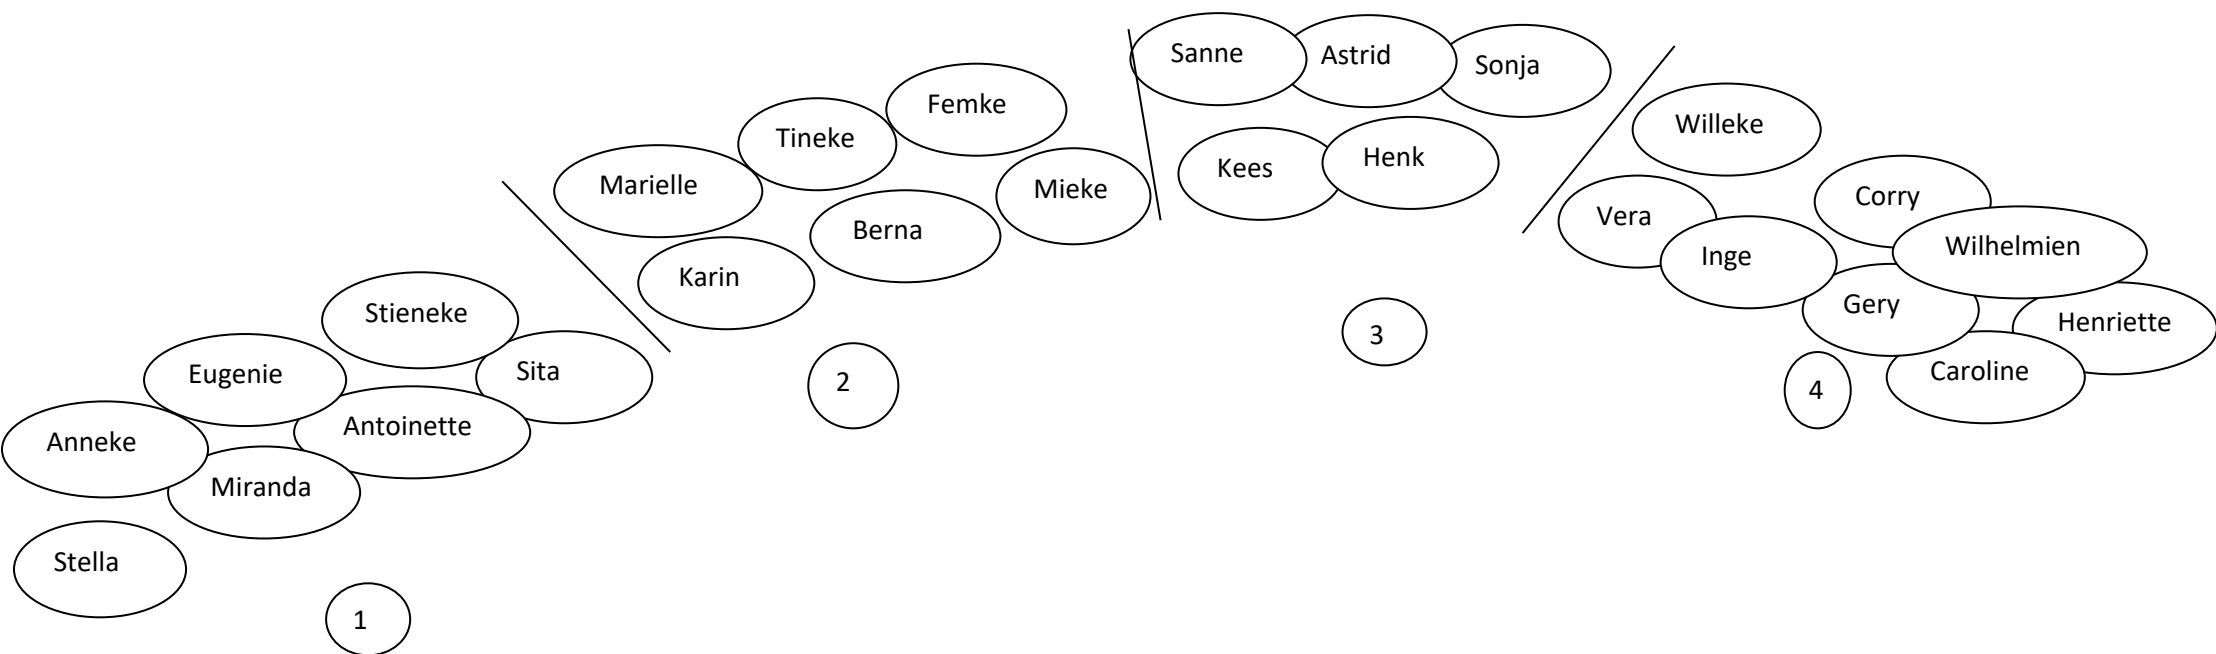 Sanne
Astrid
Sonja
Femke
Tineke
Marielle
Mieke
Berna
Karin
Kees
Henk
Willeke
Corry
Vera
Wilhelmien
Inge
Gery
Henriette
Caroline
Stieneke
Sita
Eugenie
Antoinette
Anneke
Miranda
Stella
1
2
3
4